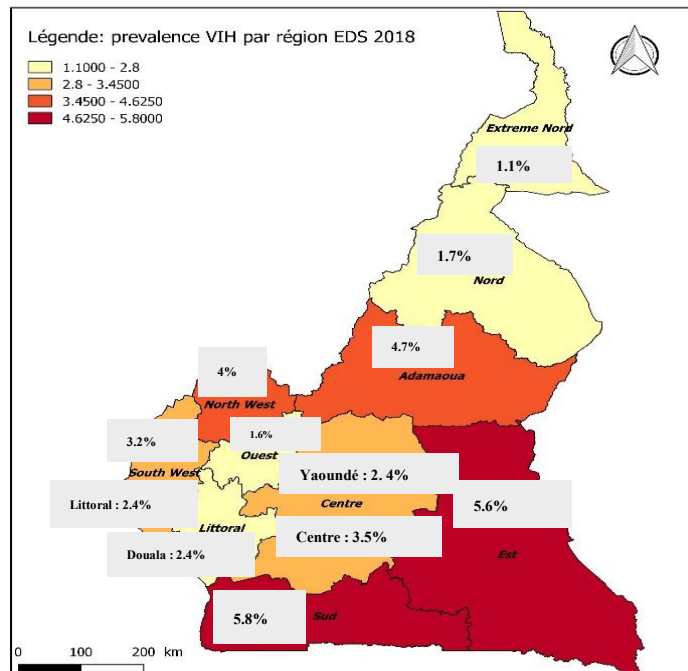 Légende: prevalence VIH par région EDS 2018
1.1000 - 2.8
2.8 - 3.4500
3.4500 - 4.6250
4.6250 - 5.8000
Extreme Nord
1.1%
1.7%
Nord
4.7%
Adamaoua
4%
North West
1.6%
3.2%
Ouest
South West
Yaoundé : 2. 4%
Littoral : 2.4%
Centre
5.6%
Littoral
Centre : 3.5%
Douala : 2.4%
Est
5.8%
Sud
0 100 200 km